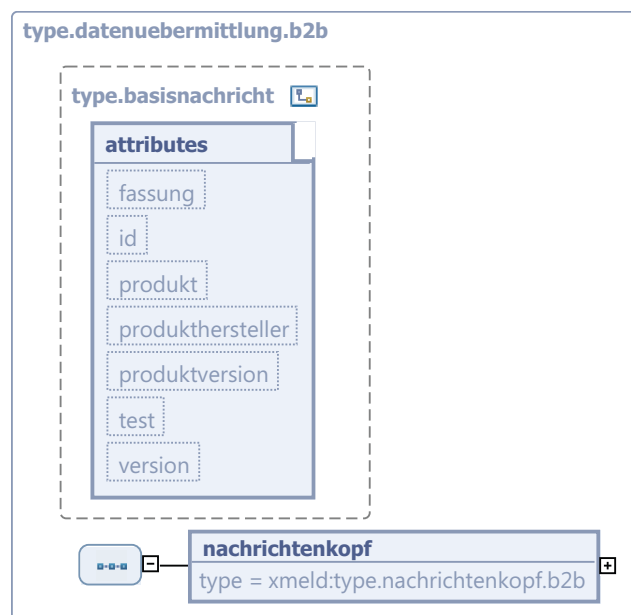 type.datenuebermittlung.b2b
type.basisnachricht
attributes
fassung
id
produkt
produkthersteller
produktversion
test
version
nachrichtenkopf
type = xmeld:type.nachrichtenkopf.b2b